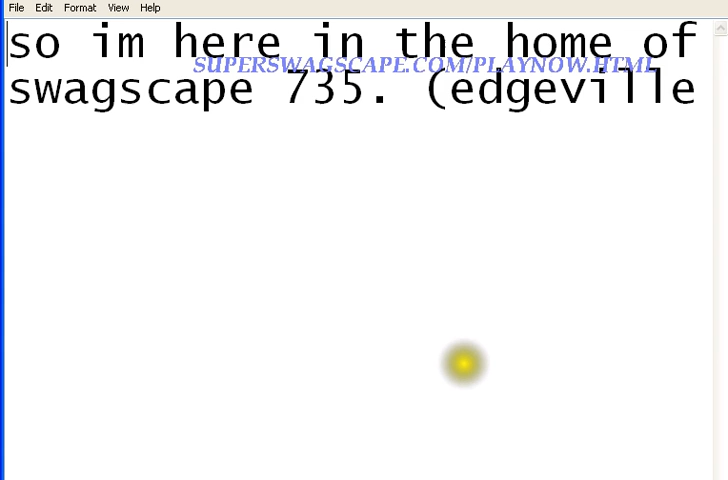 File Edit Format View Help
so im here in the home of
SUPERSWAGSCAPE.COM/PLAYNOW.HTML
swagscape 735. (edgeville